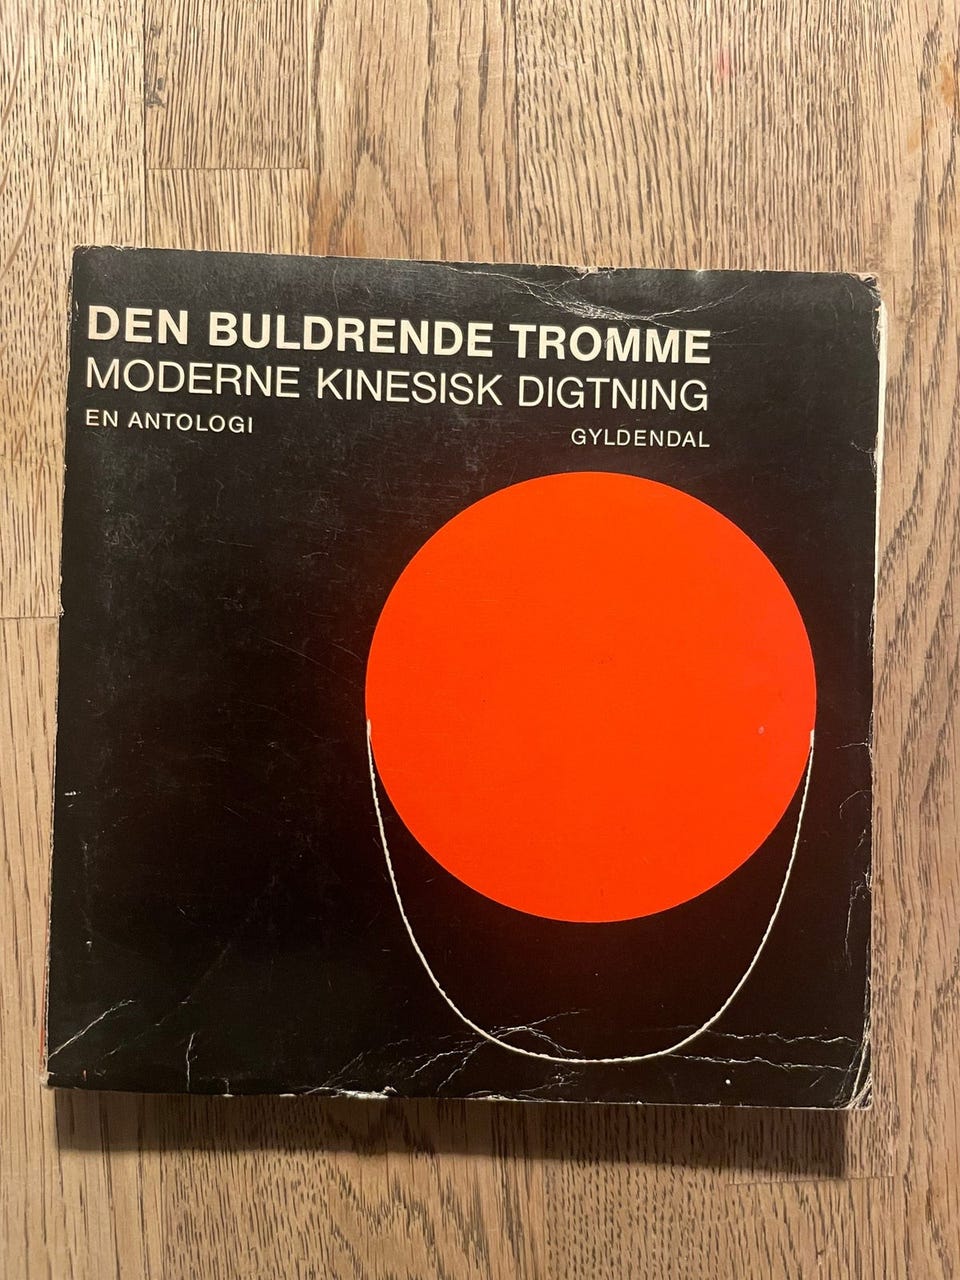 DEN BULDRENDE TROMME
MODERNE KINESISK DIGTNING
EN ANTOLOGI
GYLDENDAL